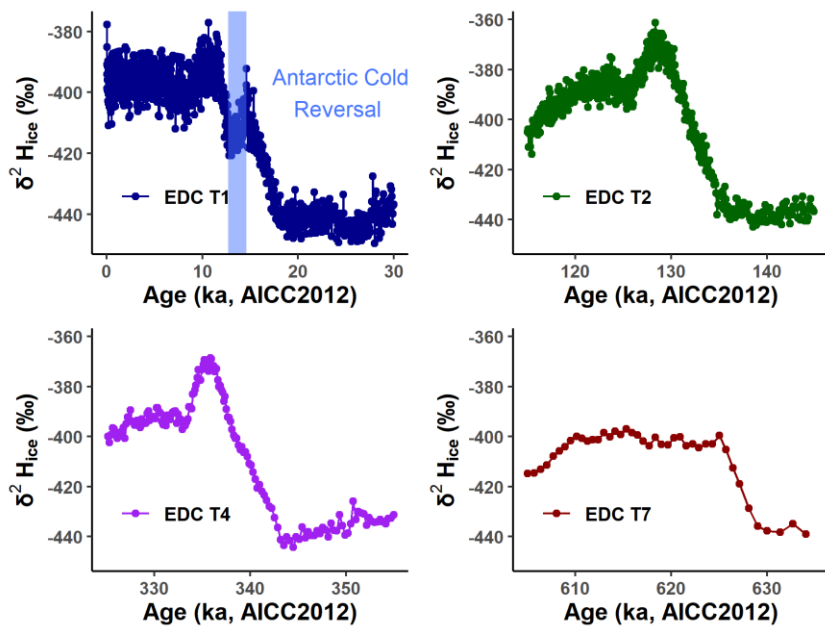 -380
-400
-420
-440
δ² H_ice (‰)
Antarctic Cold
Reversal
EDC T1
0 10 20 30
Age (ka, AICC2012)
-360
-380
-400
-420
-440
δ² H_ice (‰)
EDC T2
120 130 140
Age (ka, AICC2012)
-360
-380
-400
-420
-440
δ² H_ice (‰)
EDC T4
330 340 350
Age (ka, AICC2012)
-360
-380
-400
-420
-440
δ² H_ice (‰)
EDC T7
610 620 630
Age (ka, AICC2012)